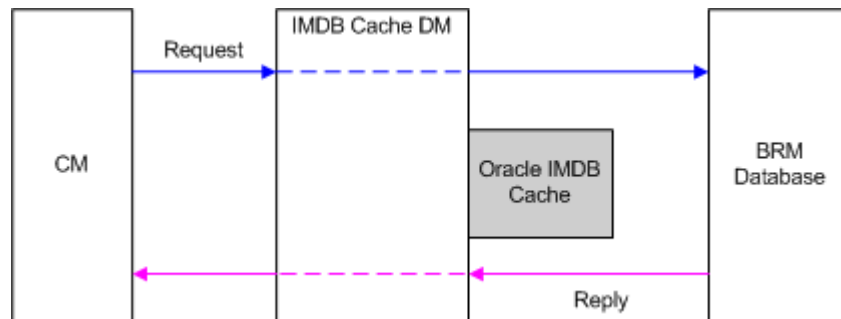 IMDB Cache DM
Request
CM
Oracle IMDB
Cache
BRM
Database
Reply